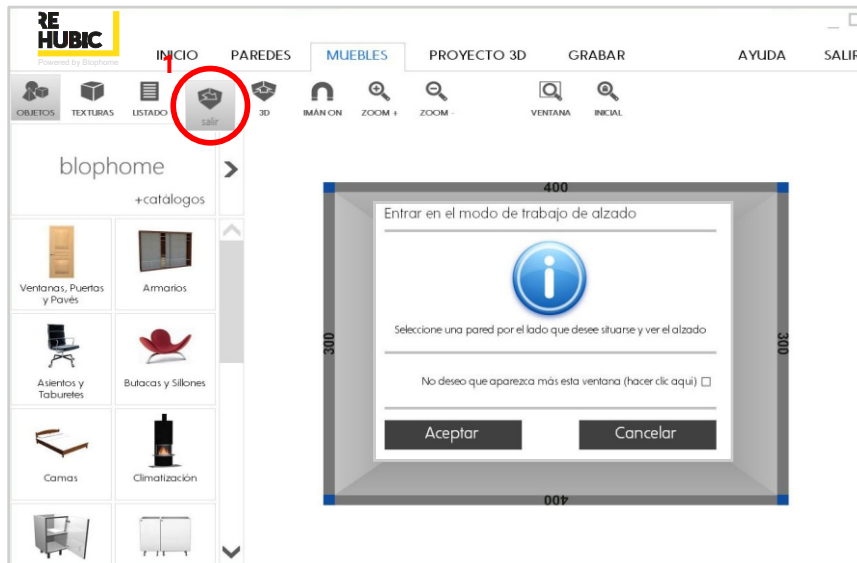 RE
HUBIC
Powered by Blophome
INICIO PAREDES MUEBLES PROYECTO 3D GRABAR AYUDA SALIR
1
OBJETOS TEXTURAS LISTADO salir 3D IMÁN ON ZOOM + ZOOM - VENTANA INICIAL
blophome
+catálogos
Ventanas, Puertas
y Pavés
Armarios
Asientos y
Taburetes
Butacas y Sillones
Camas
Climatización
400
Entrar en el modo de trabajo de alzado
Seleccione una pared por el lado que desee situarse y ver el alzado
300
300
No deseo que aparezca más esta ventana (hacer clic aqui)
Aceptar Cancelar
400